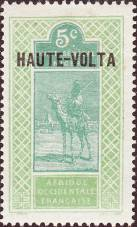 5c
HAUTE-VOLTA
AFRIQUE
OCCIDENTALE
FRANÇAISE